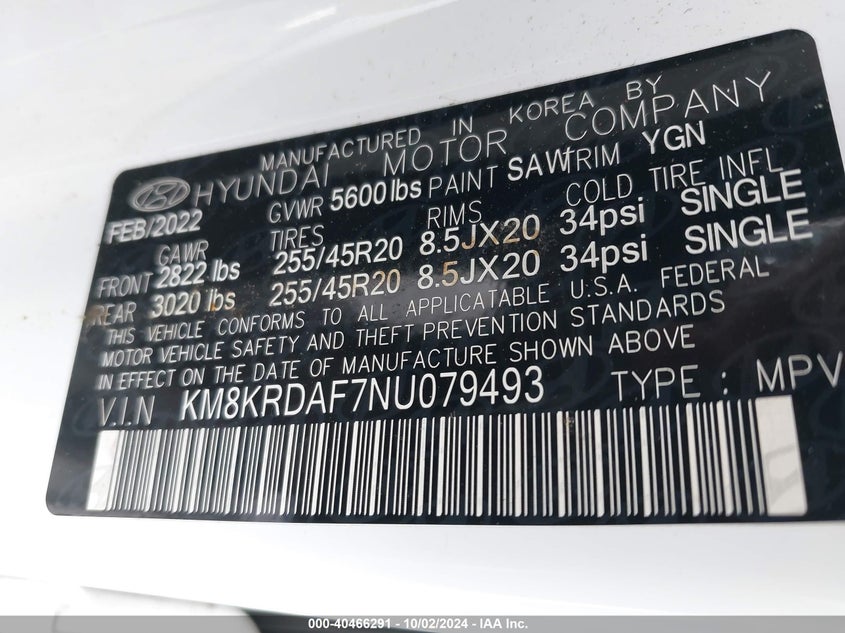 MANUFACTURED IN KOREA BY
HYUNDAI MOTOR COMPANY
FEB/2022 GVWR 5600 lbs PAINT SAW TRIM YGN
GAWR TIRES RIMS COLD TIRE INFL
FRONT 2822 lbs 255/45R20 8.5JX20 34psi SINGLE
REAR 3020 lbs 255/45R20 8.5JX20 34psi SINGLE
THIS VEHICLE CONFORMS TO ALL APPLICATABLE U.S.A. FEDERAL
MOTOR VEHICLE SAFETY AND THEFT PREVENTION STANDARDS
IN EFFECT ON THE DATE OF MANUFACTURE SHOWN ABOVE
V.I.N KM8KRDAF7NU079493 TYPE : MPV
000-40466291 - 10/02/2024 - IAA Inc.